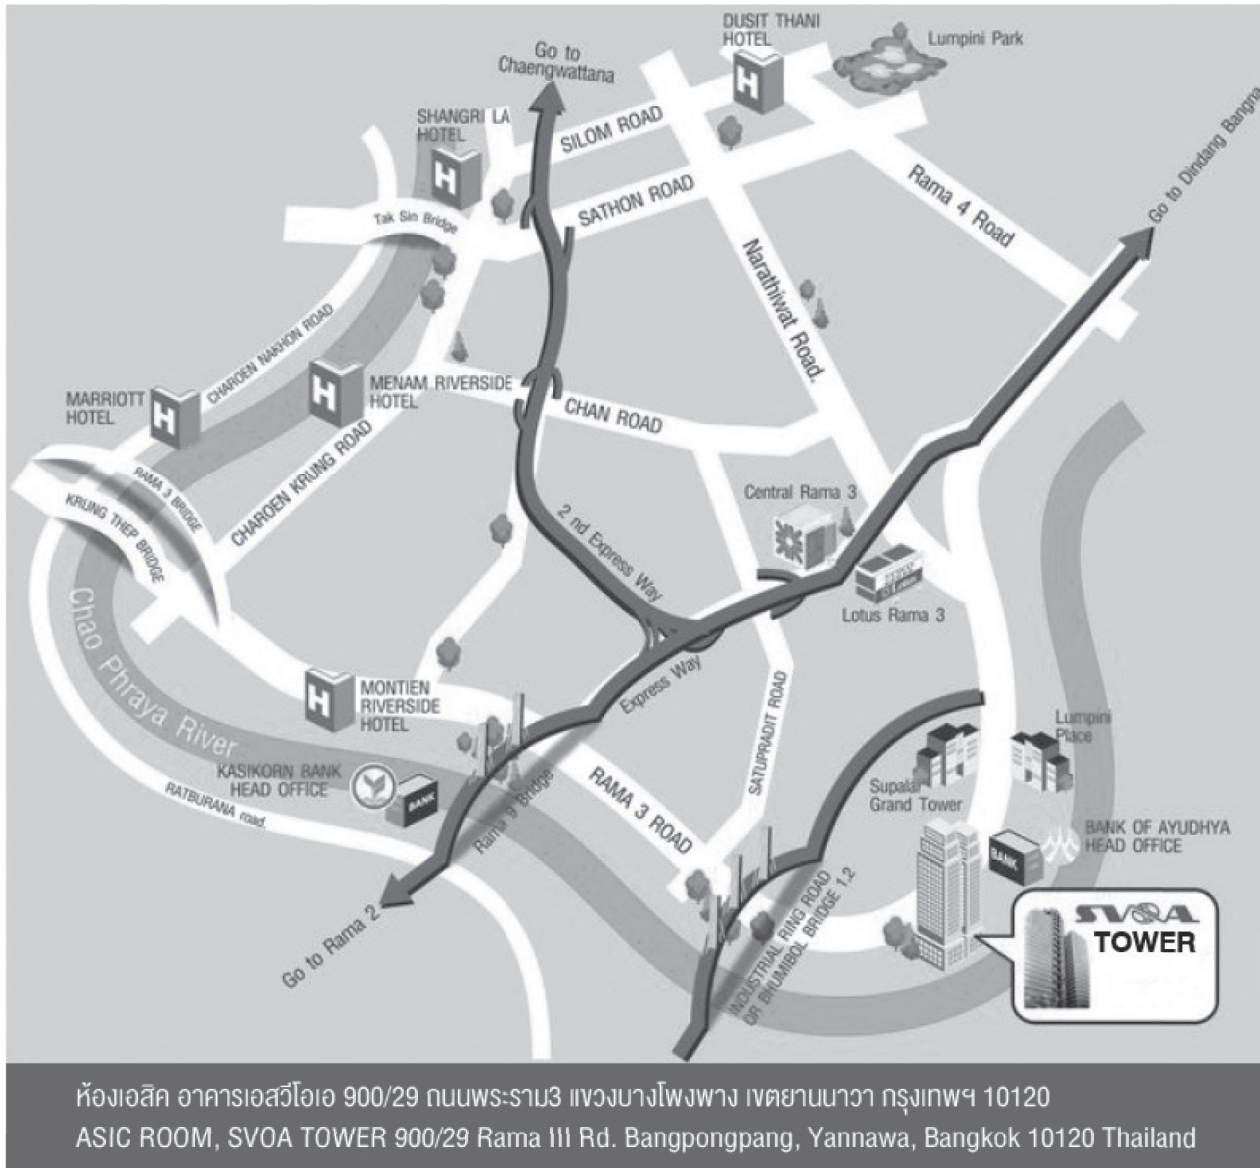 DUSIT THANI
HOTEL
Lumpini Park
Go to
Chaengwattana
SHANGRI LA
HOTEL
H
H
SILOM ROAD
SATHON ROAD
Rama 4 Road
Go to Dindang Bangna
Tak Sin Bridge
Narathiwat Road.
CHAROEN NAKHON ROAD
MARRIOTT
HOTEL
H
H
MENAM RIVERSIDE
HOTEL
CHAN ROAD
CHAROEN KRUNG ROAD
RAMA 3 BRIDGE
KRUNG THEP BRIDGE
Central Rama 3
2 nd Express Way
Lotus Rama 3
Chao Phraya River
Express Way
H
MONTIEN
RIVERSIDE
HOTEL
SATUPRADIT ROAD
Lumpini
Place
KASIKORN BANK
HEAD OFFICE
BANK
RATBURANA road.
Rama 9 Bridge
RAMA 3 ROAD
Supalai
Grand Tower
BANK OF AYUDHYA
HEAD OFFICE
BANK
Go to Rama 2
INDUSTRIAL RING ROAD
OR BHUMIBOL BRIDGE 1,2
SVOA
TOWER
ห้องเอสิค อาคารเอสวีโอเอ 900/29 ถนนพระราม3 แขวงบางโพงพาง เขตยานนาวา กรุงเทพฯ 10120
ASIC ROOM, SVOA TOWER 900/29 Rama III Rd. Bangpongpang, Yannawa, Bangkok 10120 Thailand